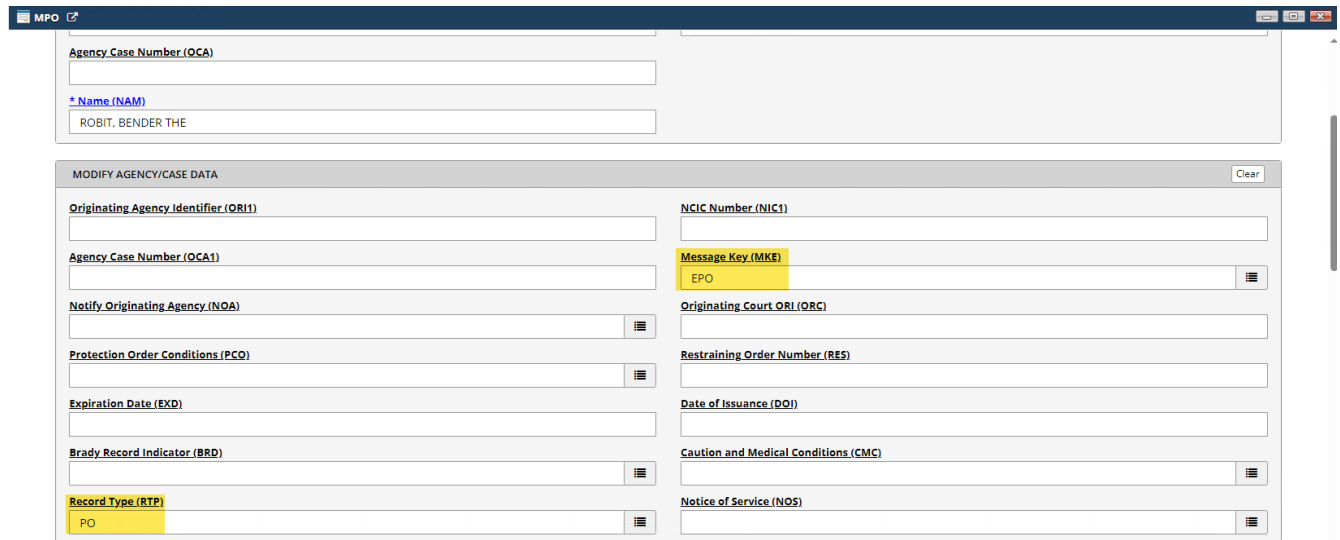 MPO
Agency Case Number (OCA)
* Name (NAM)
ROBIT, BENDER THE
MODIFY AGENCY/CASE DATA
Clear
Originating Agency Identifier (ORI1)
NCIC Number (NIC1)
Agency Case Number (OCA1)
Message Key (MKE)
EPO
Notify Originating Agency (NOA)
Originating Court ORI (ORC)
Protection Order Conditions (PCO)
Restraining Order Number (RES)
Expiration Date (EXD)
Date of Issuance (DOI)
Brady Record Indicator (BRD)
Caution and Medical Conditions (CMC)
Record Type (RTP)
Notice of Service (NOS)
PO